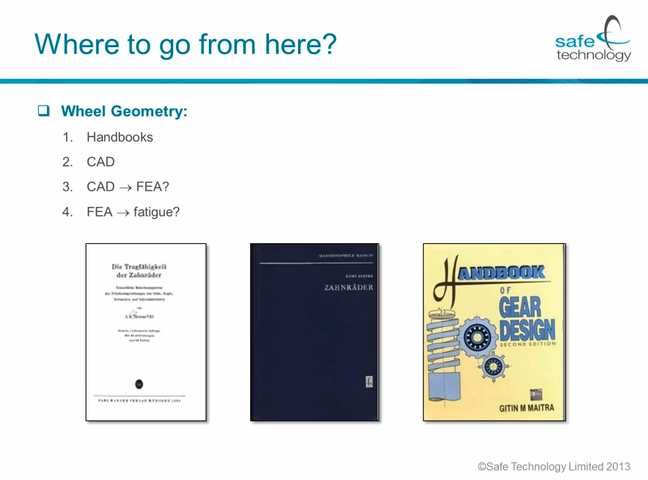 Where to go from here?
safe
technology
❑ Wheel Geometry:
1. Handbooks
2. CAD
3. CAD → FEA?
4. FEA → fatigue?
Die Tragfähigkeit
der Zahnräder
ZAHNRÄDER
HANDBOOK
OF
GEAR
DESIGN
SECOND EDITION
GITIN M MAITRA
©Safe Technology Limited 2013